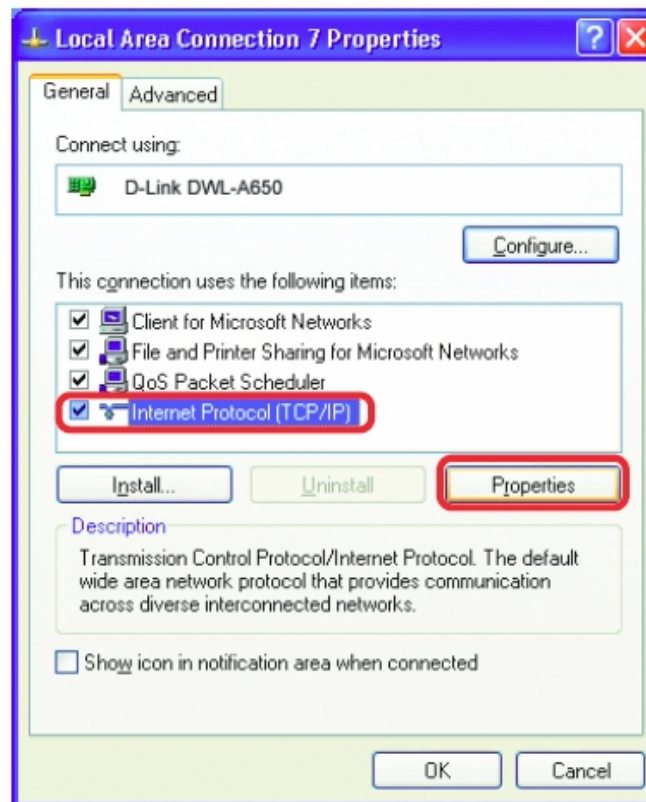 Local Area Connection 7 Properties
General Advanced
Connect using:
D-Link DWL-A650
Configure...
This connection uses the following items:
Client for Microsoft Networks
File and Printer Sharing for Microsoft Networks
QoS Packet Scheduler
Internet Protocol (TCP/IP)
Install... Uninstall Properties
Description
Transmission Control Protocol/Internet Protocol. The default
wide area network protocol that provides communication
across diverse interconnected networks.
Show icon in notification area when connected
OK Cancel